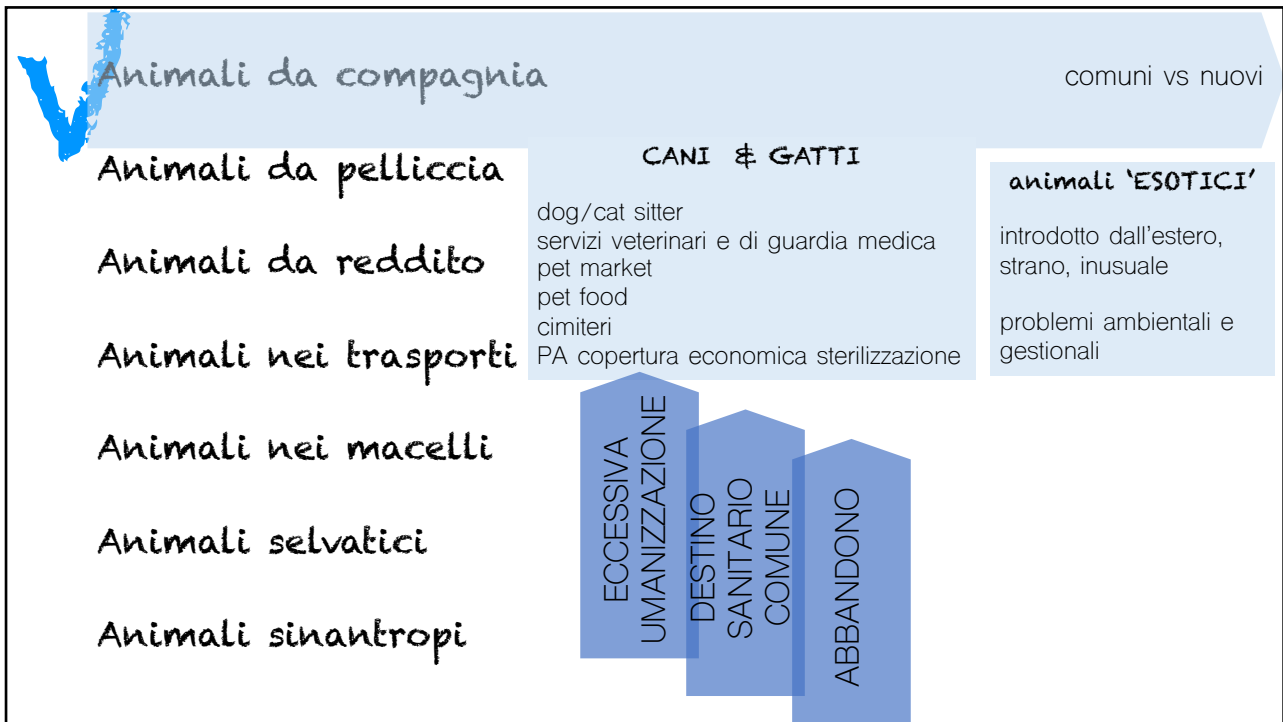 Animali da compagnia
comuni vs nuovi
Animali da pelliccia
Animali da reddito
Animali nei trasporti
Animali nei macelli
Animali selvatici
Animali sinantropi
CANI & GATTI
dog/cat sitter
servizi veterinari e di guardia medica
pet market
pet food
cimiteri
PA copertura economica sterilizzazione
animali ‘ESOTICI’
introdotto dall’estero,
strano, inusuale
problemi ambientali e
gestionali
ECCESSIVA
UMANIZZAZIONE
DESTINO
SANITARIO
COMUNE
ABBANDONO